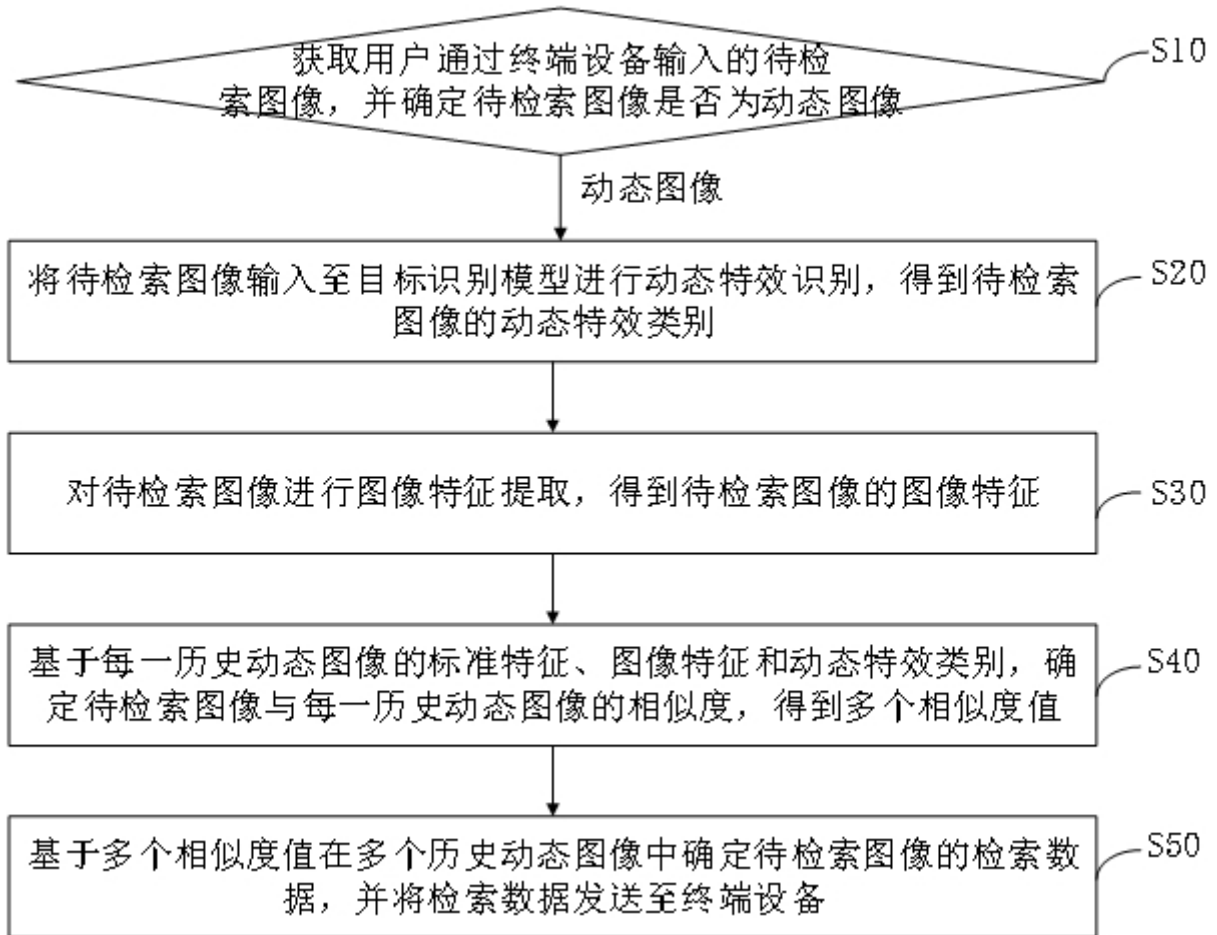 获取用户通过终端设备输入的待检
索图像，并确定待检索图像是否为动态图像
S10
动态图像
将待检索图像输入至目标识别模型进行动态特效识别，得到待检索
图像的动态特效类别
S20
对待检索图像进行图像特征提取，得到待检索图像的图像特征
S30
基于每一历史动态图像的标准特征、图像特征和动态特效类别，确
定待检索图像与每一历史动态图像的相似度，得到多个相似度值
S40
基于多个相似度值在多个历史动态图像中确定待检索图像的检索数
据，并将检索数据发送至终端设备
S50